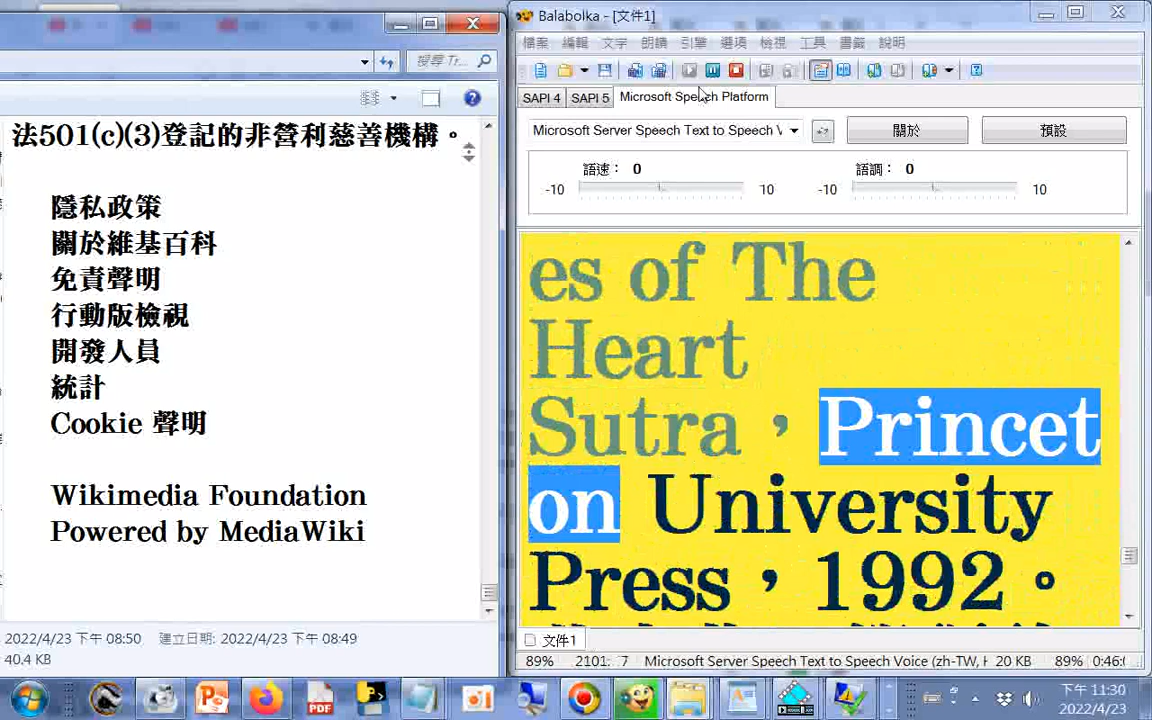 搜尋 Tr...
法501(c)(3)登記的非營利慈善機構。
隱私政策
關於維基百科
免責聲明
行動版檢視
開發人員
統計
Cookie 聲明
Wikimedia Foundation
Powered by MediaWiki
2022/4/23 下午 08:50 建立日期: 2022/4/23 下午 08:49
40.4 KB
Balabolka - [文件1]
檔案 編輯 文字 朗讀 引擎 選項 檢視 工具 書籤 說明
SAPI 4 SAPI 5 Microsoft Speech Platform
Microsoft Server Speech Text to Speech V 關於 預設
語速： 0 語調： 0
-10 10 -10 10
es of The
Heart
Sutra，Princet
on University
Press，1992。
文件1
89% 2101: 7 Microsoft Server Speech Text to Speech Voice (zh-TW, H 20 KB 89% 0:46:
PDF
下午 11:30
2022/4/23